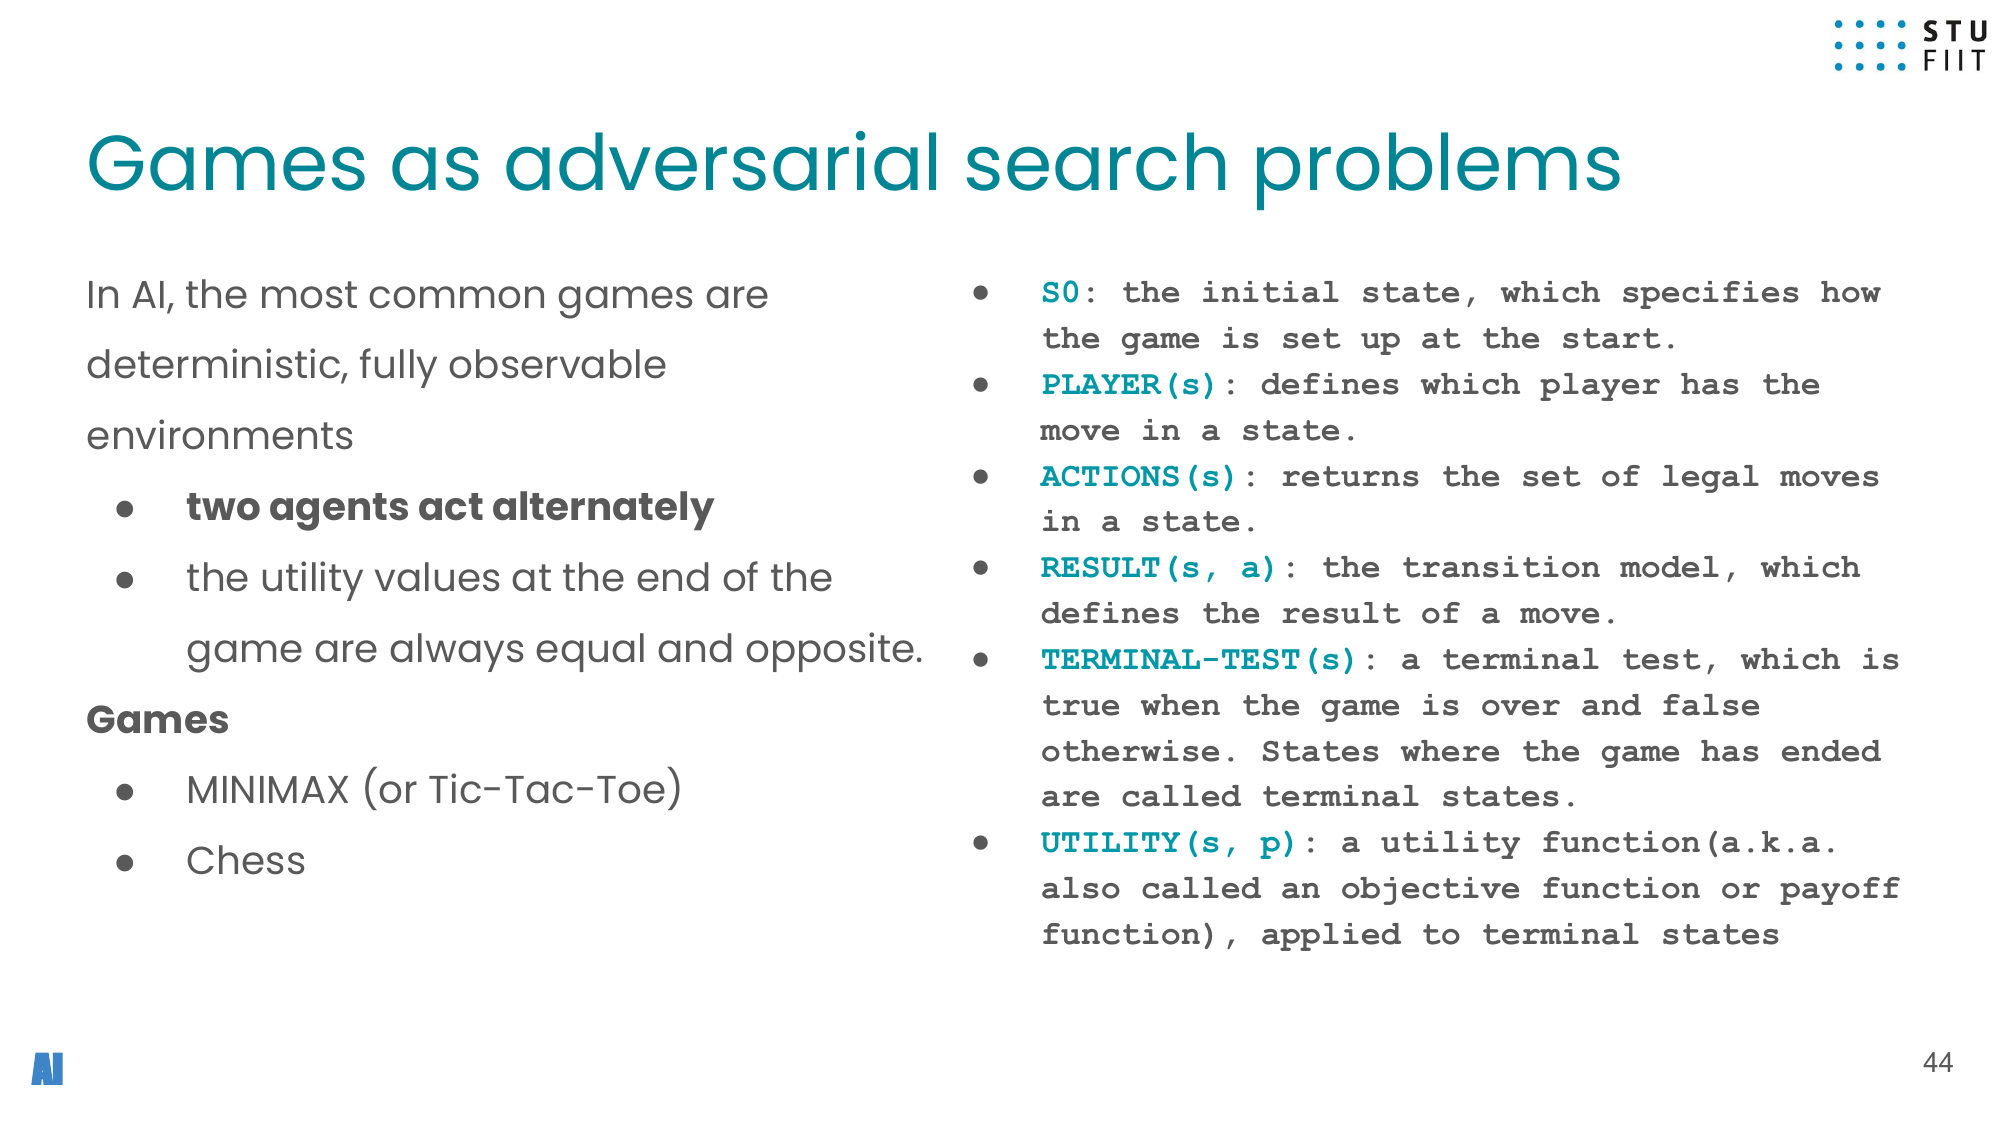 STU
FIIT
Games as adversarial search problems
In AI, the most common games are
deterministic, fully observable
environments
● two agents act alternately
● the utility values at the end of the
game are always equal and opposite.
Games
● MINIMAX (or Tic-Tac-Toe)
● Chess
● S0: the initial state, which specifies how
the game is set up at the start.
● PLAYER(s): defines which player has the
move in a state.
● ACTIONS(s): returns the set of legal moves
in a state.
● RESULT(s, a): the transition model, which
defines the result of a move.
● TERMINAL-TEST(s): a terminal test, which is
true when the game is over and false
otherwise. States where the game has ended
are called terminal states.
● UTILITY(s, p): a utility function(a.k.a.
also called an objective function or payoff
function), applied to terminal states
AI
44